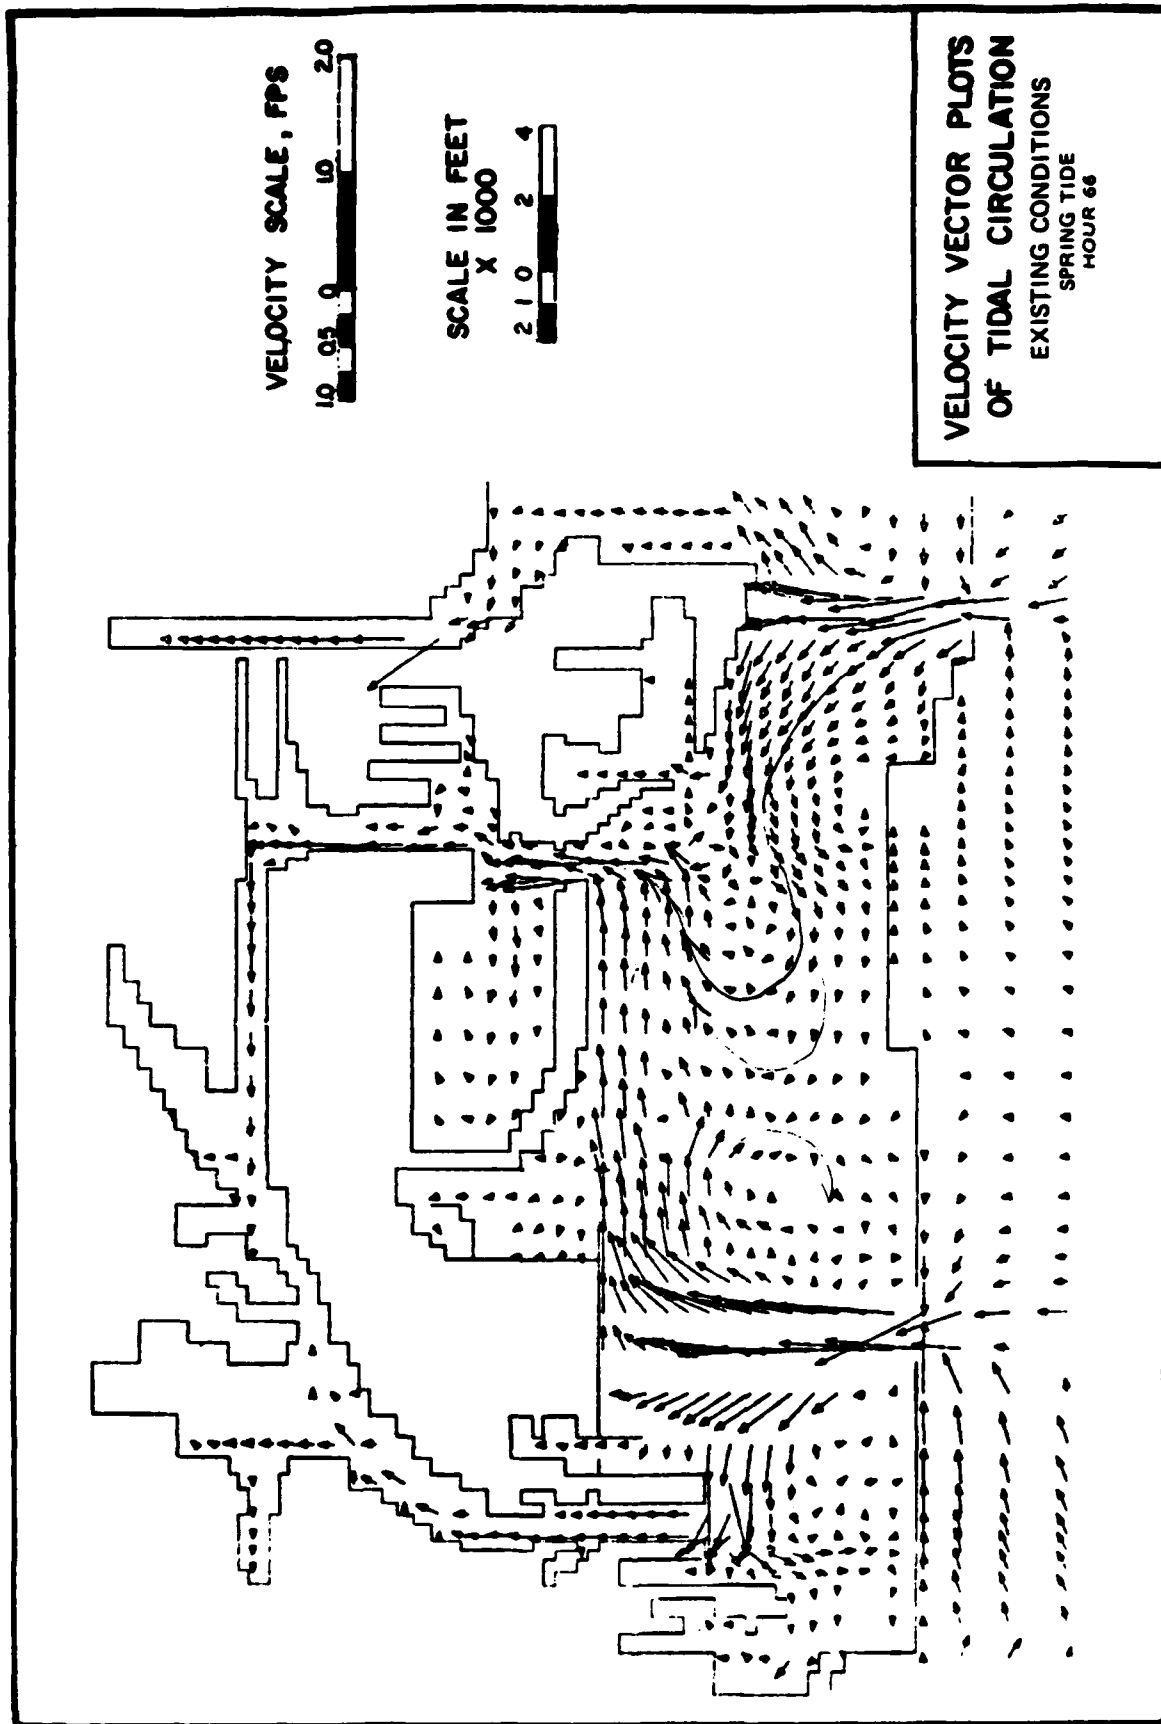 VELOCITY SCALE, FPS
1.0 0.5 0 1.0 2.0
SCALE IN FEET
X 1000
2 1 0 2 4
VELOCITY VECTOR PLOTS
OF TIDAL CIRCULATION
EXISTING CONDITIONS
SPRING TIDE
HOUR 66